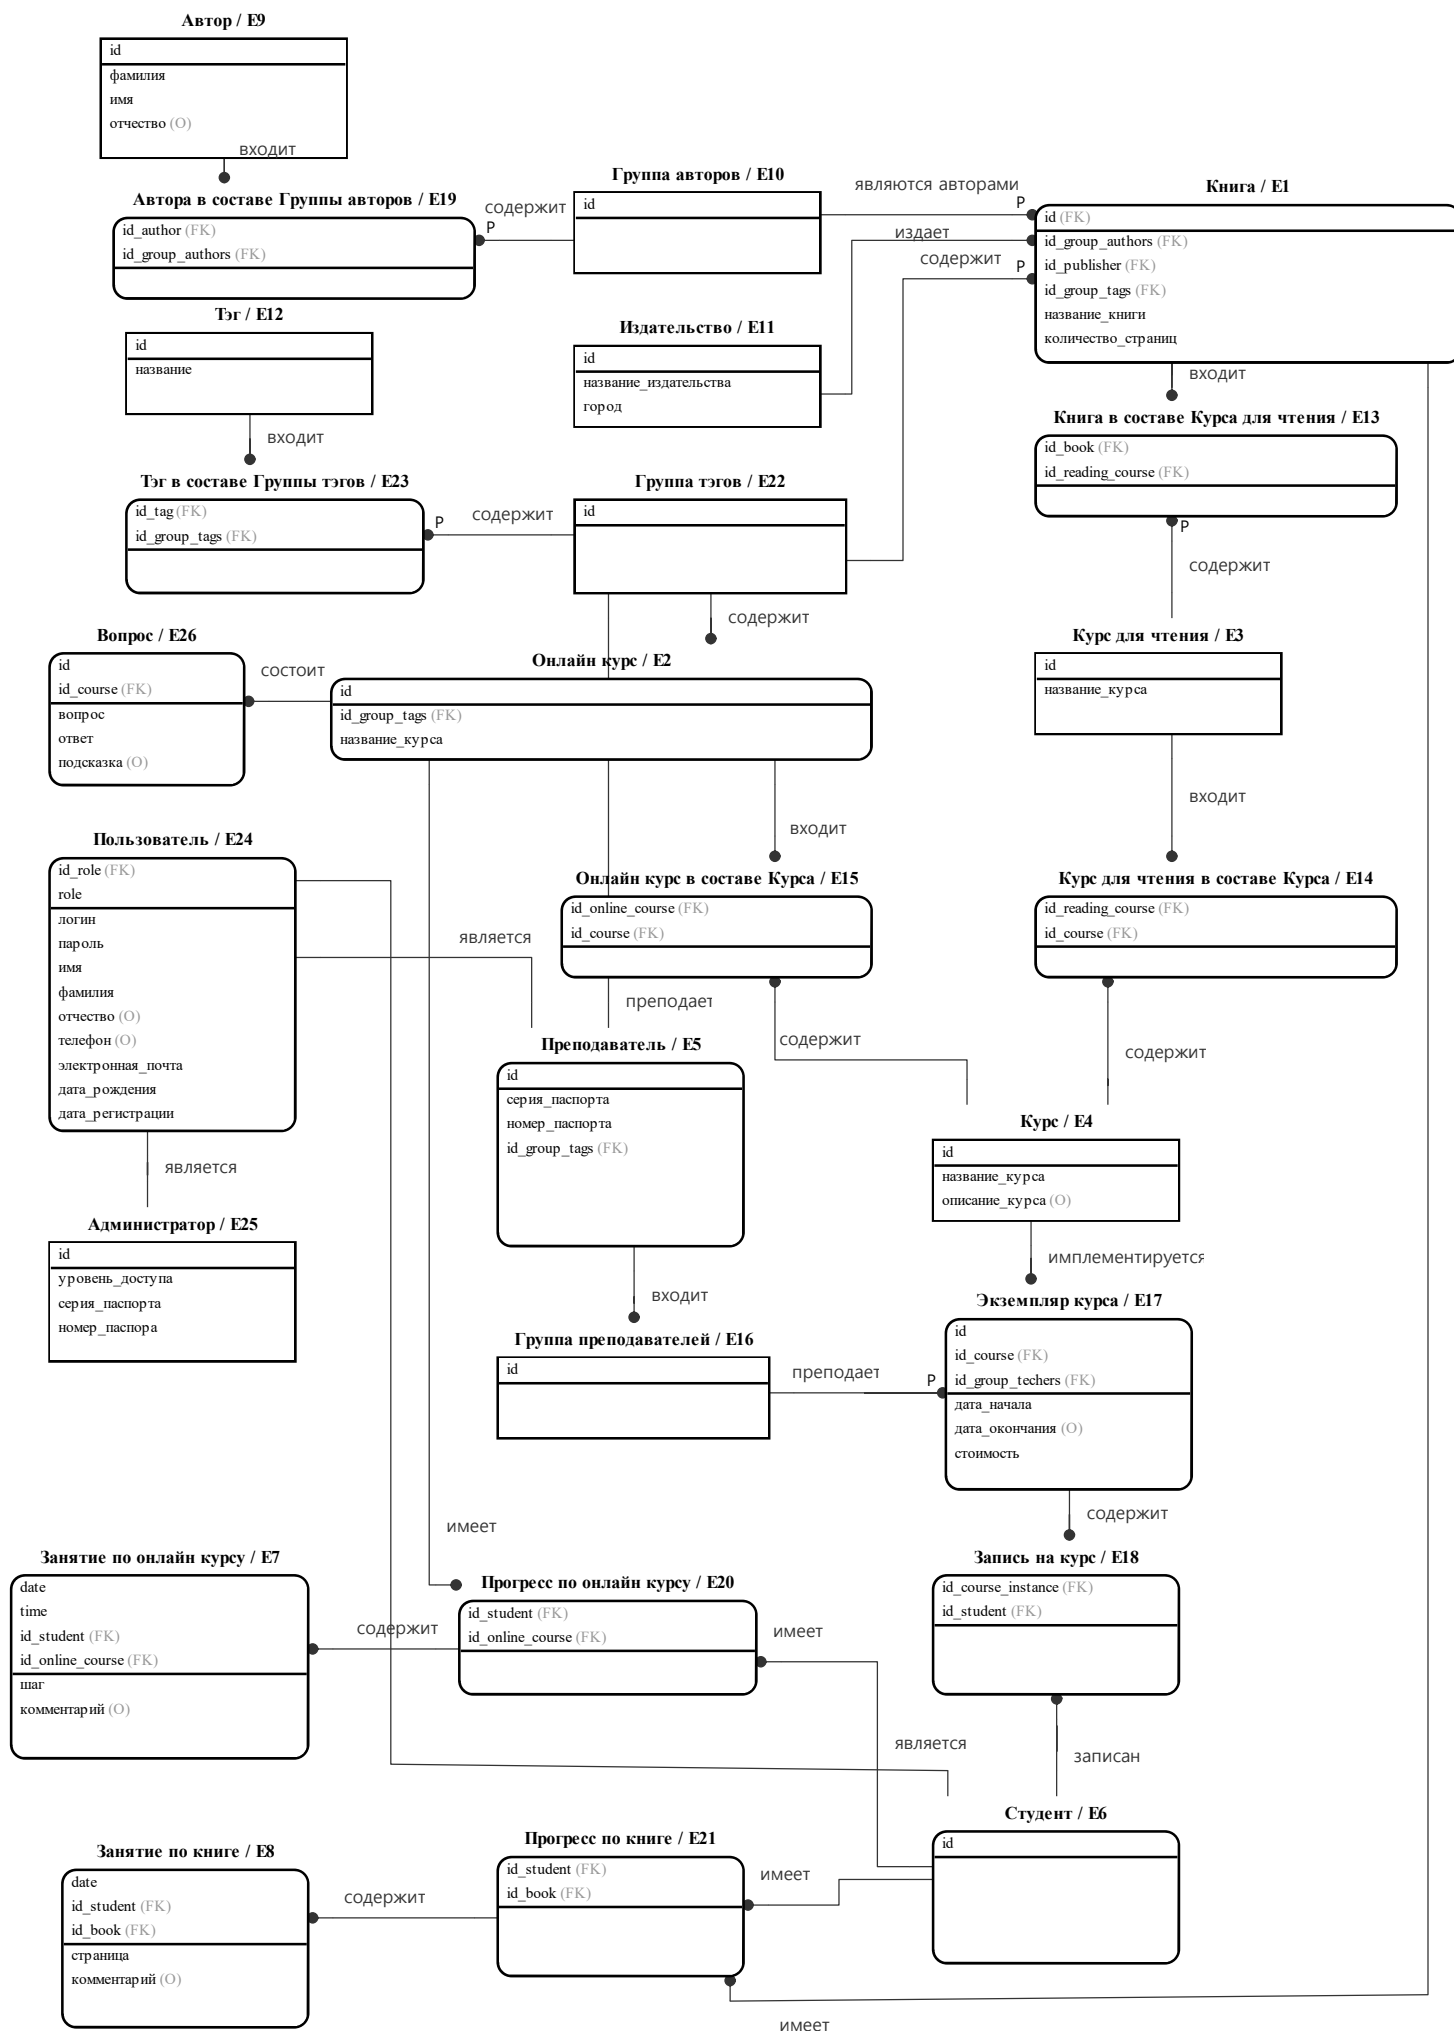 Автор / E9
id
фамилия
имя
отчество (O)
входит
Автора в составе Группы авторов / E19
id_author (FK)
id_group_authors (FK)
содержит
P
Группа авторов / E10
id
являются авторами
P
Книга / E1
id (FK)
id_group_authors (FK)
id_publisher (FK)
id_group_tags (FK)
название_книги
количество_страниц
издает
содержит
P
Тэг / E12
id
название
входит
Издательство / E11
id
название_издательства
город
входит
Книга в составе Курса для чтения / E13
id_book (FK)
id_reading_course (FK)
P
содержит
Тэг в составе Группы тэгов / E23
id_tag (FK)
id_group_tags (FK)
P
содержит
Группа тэгов / E22
id
содержит
Вопрос / E26
id
id_course (FK)
вопрос
ответ
подсказка (O)
состоит
Онлайн курс / E2
id
id_group_tags (FK)
название_курса
Курс для чтения / E3
id
название_курса
входит
входит
Пользователь / E24
id_role (FK)
role
логин
пароль
имя
фамилия
отчество (O)
телефон (O)
электронная_почта
дата_рождения
дата_регистрации
является
Онлайн курс в составе Курса / E15
id_online_course (FK)
id_course (FK)
Курс для чтения в составе Курса / E14
id_reading_course (FK)
id_course (FK)
преподает
содержит
содержит
Преподаватель / E5
id
серия_паспорта
номер_паспорта
id_group_tags (FK)
Курс / E4
id
название_курса
описание_курса (O)
является
Администратор / E25
id
уровень_доступа
серия_паспорта
номер_паспора
имплементируется
входит
Экземпляр курса / E17
id
id_course (FK)
id_group_techers (FK)
дата_начала
дата_окончания (O)
стоимость
Группа преподавателей / E16
id
преподает
P
содержит
имеет
Занятие по онлайн курсу / E7
date
time
id_student (FK)
id_online_course (FK)
шаг
комментарий (O)
содержит
Прогресс по онлайн курсу / E20
id_student (FK)
id_online_course (FK)
имеет
Запись на курс / E18
id_course_instance (FK)
id_student (FK)
является
записан
Студент / E6
id
Занятие по книге / E8
date
id_student (FK)
id_book (FK)
страница
комментарий (O)
содержит
Прогресс по книге / E21
id_student (FK)
id_book (FK)
имеет
имеет